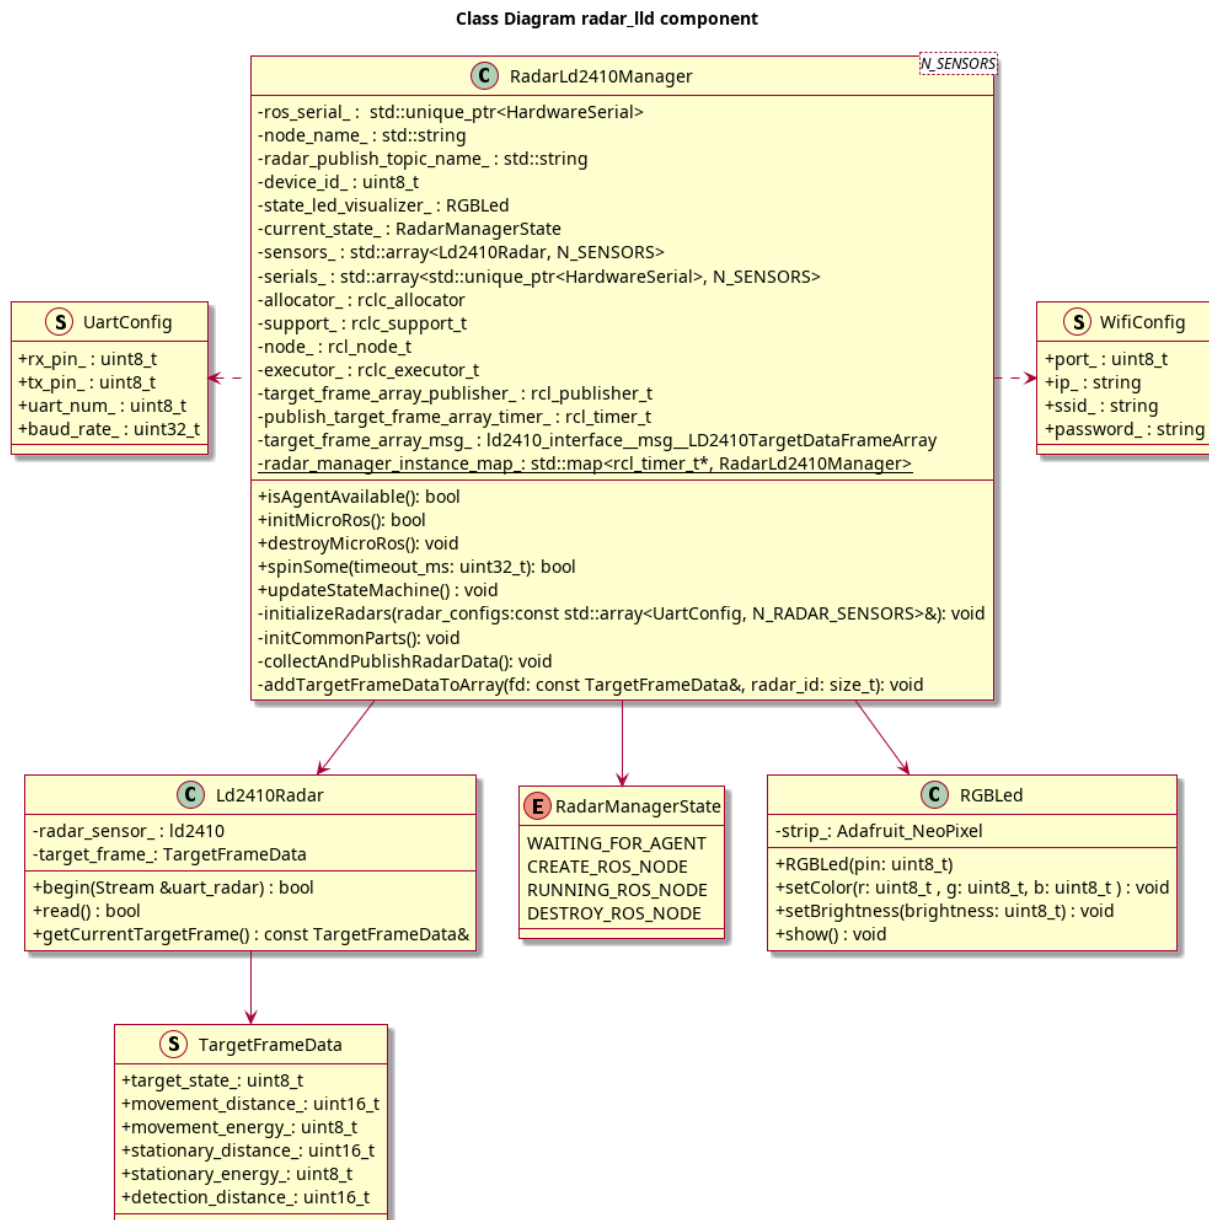 Class Diagram radar_lld component
N_SENSORS
C RadarLd2410Manager
-ros_serial_ :  std::unique_ptr<HardwareSerial>
-node_name_ : std::string
-radar_publish_topic_name_ : std::string
-device_id_ : uint8_t
-state_led_visualizer_ : RGBLed
-current_state_ : RadarManagerState
-sensors_ : std::array<Ld2410Radar, N_SENSORS>
-serials_ : std::array<std::unique_ptr<HardwareSerial>, N_SENSORS>
-allocator_ : rclc_allocator
-support_ : rclc_support_t
-node_ : rcl_node_t
-executor_ : rclc_executor_t
-target_frame_array_publisher_ : rcl_publisher_t
-publish_target_frame_array_timer_ : rcl_timer_t
-target_frame_array_msg_ : ld2410_interface__msg__LD2410TargetDataFrameArray
-radar_manager_instance_map_: std::map<rcl_timer_t*, RadarLd2410Manager>
+isAgentAvailable(): bool
+initMicroRos(): bool
+destroyMicroRos(): void
+spinSome(timeout_ms: uint32_t): bool
+updateStateMachine() : void
-initializeRadars(radar_configs:const std::array<UartConfig, N_RADAR_SENSORS>&): void
-initCommonParts(): void
-collectAndPublishRadarData(): void
-addTargetFrameDataToArray(fd: const TargetFrameData&, radar_id: size_t): void
S UartConfig
+rx_pin_ : uint8_t
+tx_pin_ : uint8_t
+uart_num_ : uint8_t
+baud_rate_ : uint32_t
S WifiConfig
+port_ : uint8_t
+ip_ : string
+ssid_ : string
+password_ : string
C Ld2410Radar
-radar_sensor_ : ld2410
-target_frame_: TargetFrameData
+begin(Stream &uart_radar) : bool
+read() : bool
+getCurrentTargetFrame() : const TargetFrameData&
E RadarManagerState
WAITING_FOR_AGENT
CREATE_ROS_NODE
RUNNING_ROS_NODE
DESTROY_ROS_NODE
C RGBLed
-strip_: Adafruit_NeoPixel
+RGBLed(pin: uint8_t)
+setColor(r: uint8_t , g: uint8_t, b: uint8_t ) : void
+setBrightness(brightness: uint8_t) : void
+show() : void
S TargetFrameData
+target_state_: uint8_t
+movement_distance_: uint16_t
+movement_energy_: uint8_t
+stationary_distance_: uint16_t
+stationary_energy_: uint8_t
+detection_distance_: uint16_t